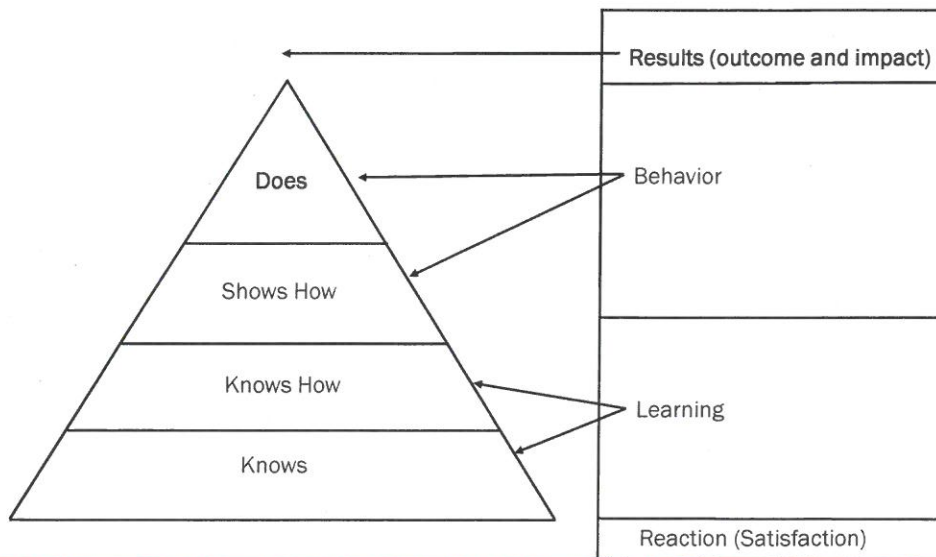 Results (outcome and impact)
Does
Behavior
Shows How
Knows How
Learning
Knows
Reaction (Satisfaction)